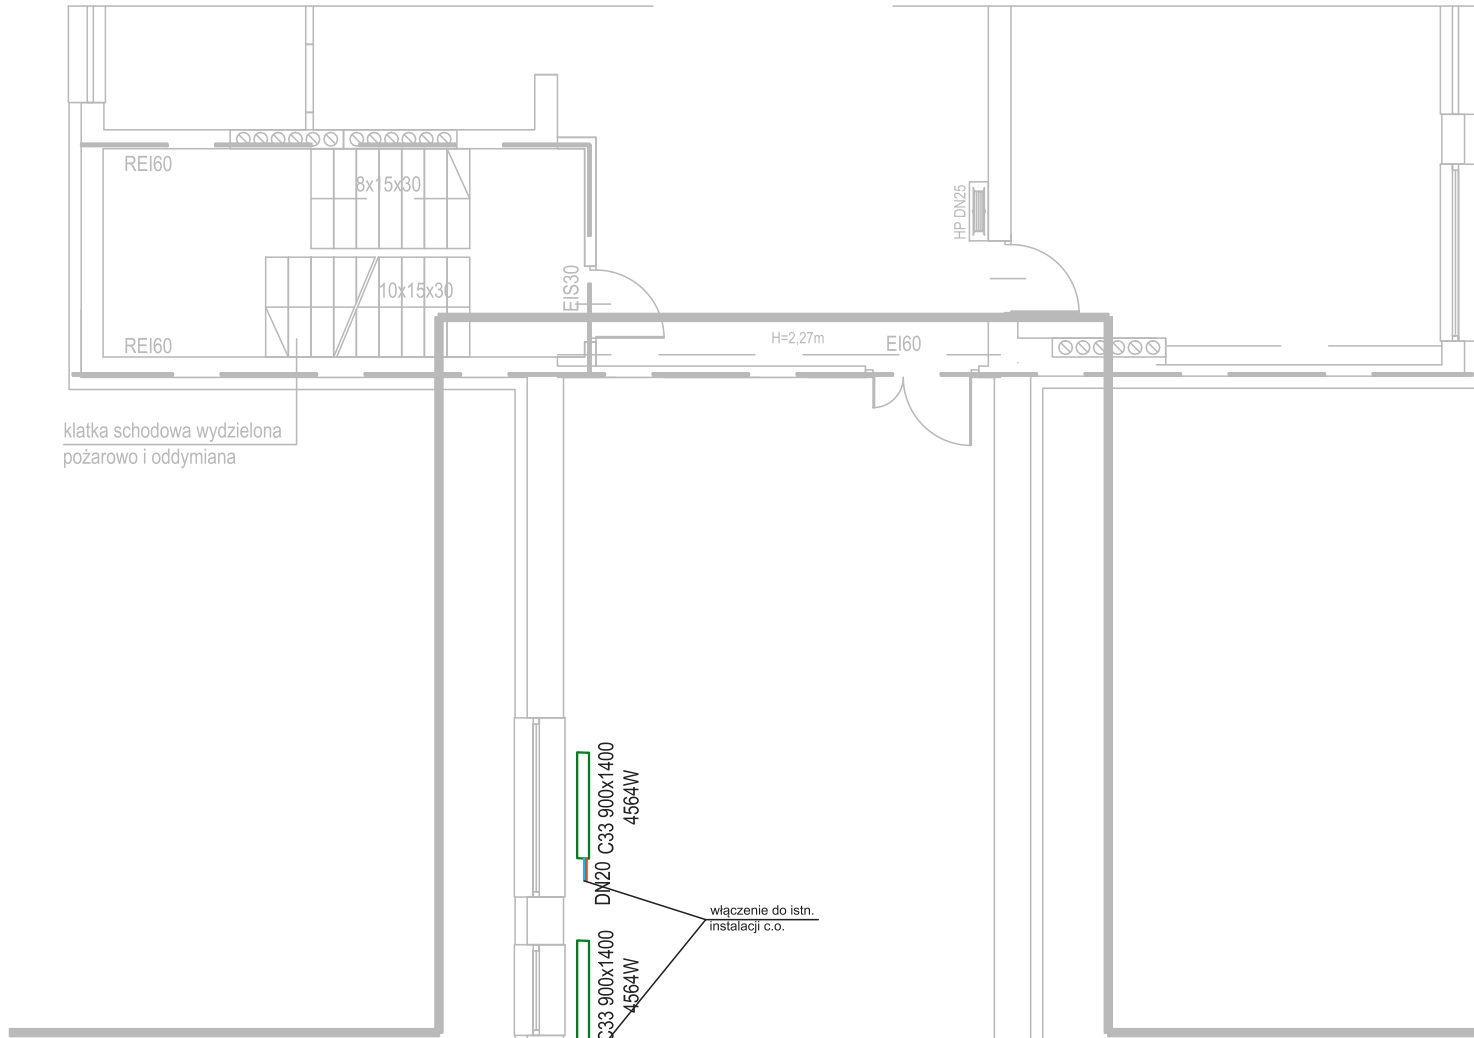 REI60
8x15x30
HP DN25
EIS30
10x15x30
REI60
H=2,27m
EI60
klatka schodowa wydzielona
pożarowo i oddymiana
C33 900x1400
4564W
DN20
włączenie do istn.
instalacji c.o.
C33 900x1400
4564W